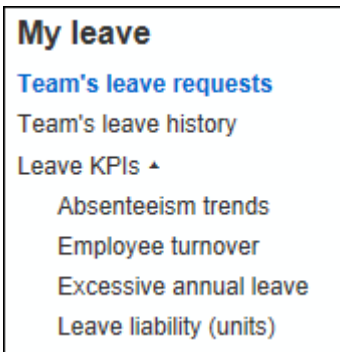 My leave
Team's leave requests
Team's leave history
Leave KPIs ▴
Absenteeism trends
Employee turnover
Excessive annual leave
Leave liability (units)